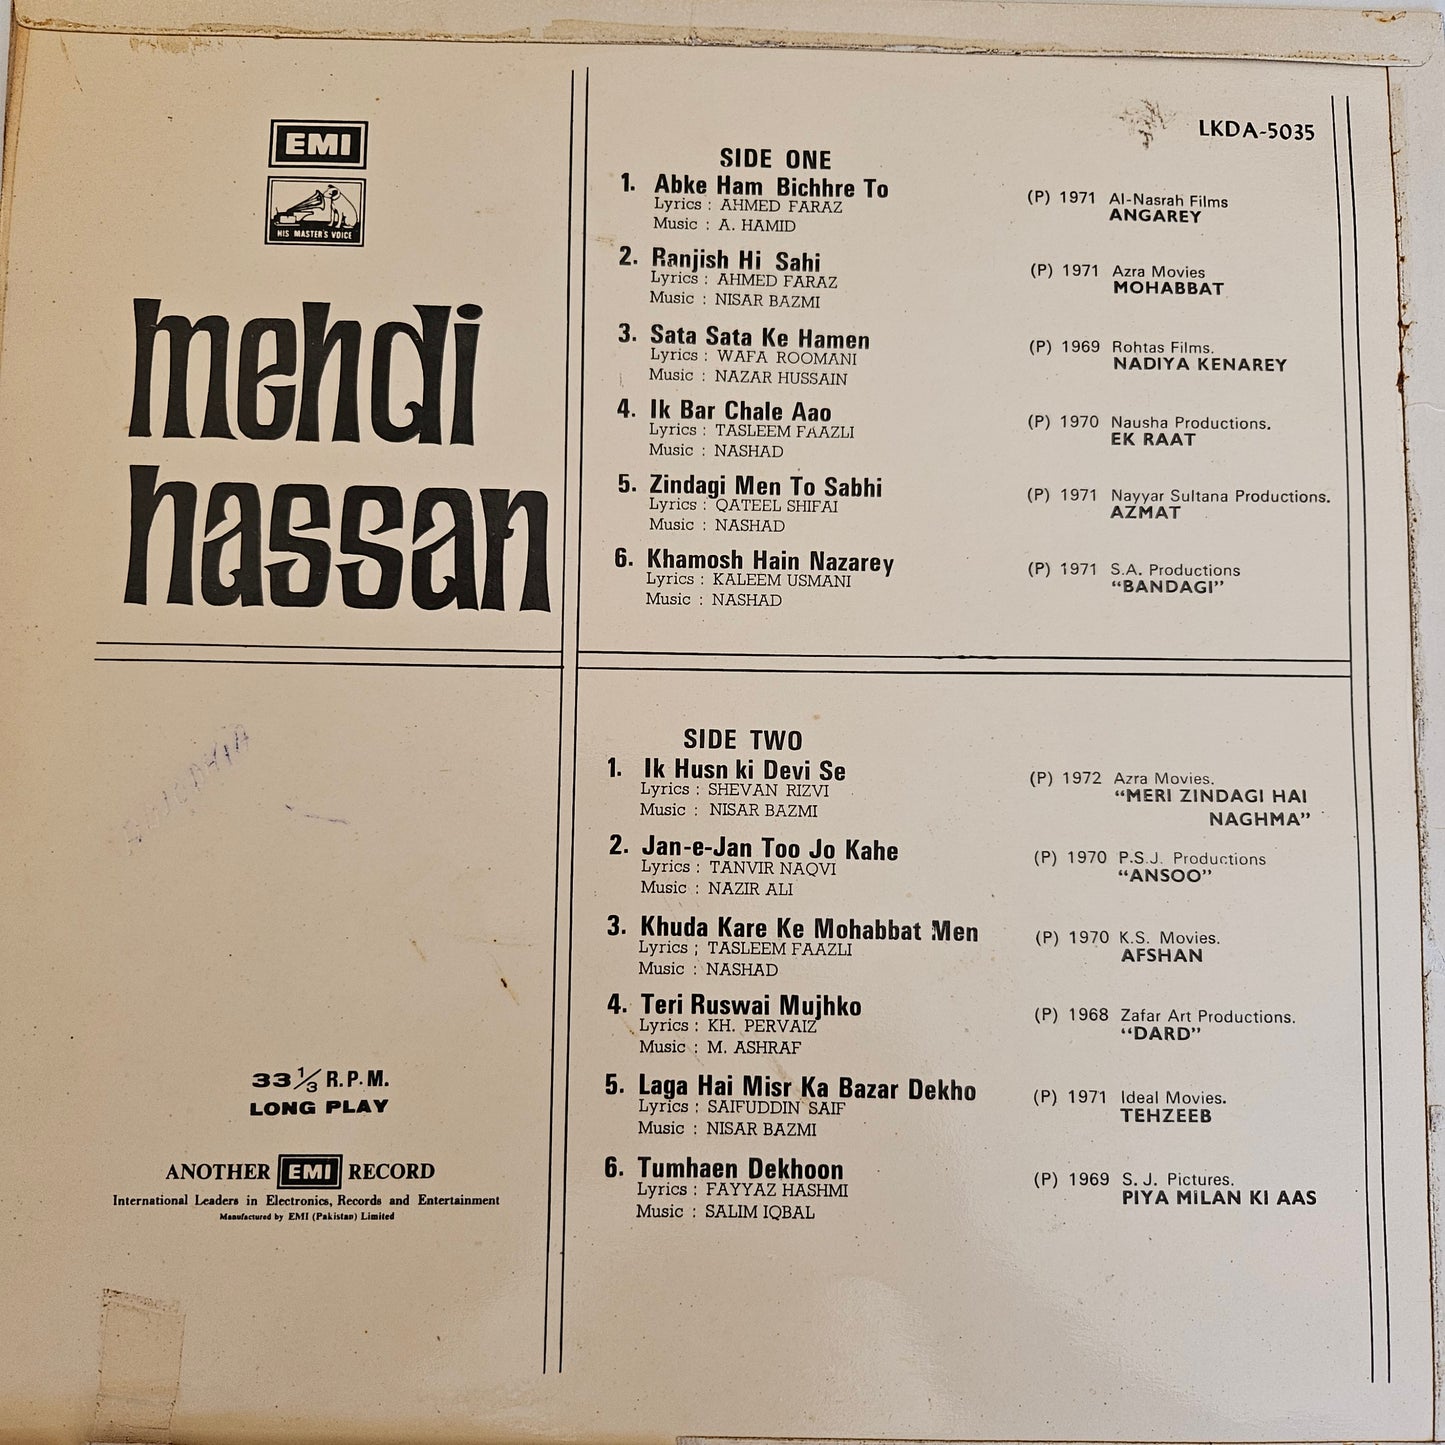 EMI
HIS MASTER'S VOICE
mehdi
hassan
LKDA-5035
SIDE ONE
1. Abke Ham Bichhre To
Lyrics : AHMED FARAZ
Music : A. HAMID
(P) 1971 Al-Nasrah Films
ANGAREY
2. Ranjish Hi Sahi
Lyrics : AHMED FARAZ
Music : NISAR BAZMI
(P) 1971 Azra Movies
MOHABBAT
3. Sata Sata Ke Hamen
Lyrics : WAFA ROOMANI
Music : NAZAR HUSSAIN
(P) 1969 Rohtas Films.
NADIYA KENAREY
4. Ik Bar Chale Aao
Lyrics : TASLEEM FAAZLI
Music : NASHAD
(P) 1970 Nausha Productions.
EK RAAT
5. Zindagi Men To Sabhi
Lyrics : QATEEL SHIFAI
Music : NASHAD
(P) 1971 Nayyar Sultana Productions.
AZMAT
6. Khamosh Hain Nazarey
Lyrics : KALEEM USMANI
Music : NASHAD
(P) 1971 S.A. Productions
“BANDAGI”
SIDE TWO
1. Ik Husn ki Devi Se
Lyrics : SHEVAN RIZVI
Music : NISAR BAZMI
(P) 1972 Azra Movies.
“MERI ZINDAGI HAI
NAGHMA”
2. Jan-e-Jan Too Jo Kahe
Lyrics : TANVIR NAQVI
Music : NAZIR ALI
(P) 1970 P.S.J. Productions
“ANSOO”
3. Khuda Kare Ke Mohabbat Men
Lyrics ; TASLEEM FAAZLI
Music : NASHAD
(P) 1970 K.S. Movies.
AFSHAN
4. Teri Ruswai Mujhko
Lyrics : KH. PERVAIZ
Music : M. ASHRAF
(P) 1968 Zafar Art Productions.
“DARD”
5. Laga Hai Misr Ka Bazar Dekho
Lyrics : SAIFUDDIN SAIF
Music : NISAR BAZMI
(P) 1971 Ideal Movies.
TEHZEEB
6. Tumhaen Dekhoon
Lyrics : FAYYAZ HASHMI
Music : SALIM IQBAL
(P) 1969 S. J. Pictures.
PIYA MILAN KI AAS
33 1/3 R.P.M.
LONG PLAY
ANOTHER EMI RECORD
International Leaders in Electronics, Records and Entertainment
Manufactured by EMI (Pakistan) Limited